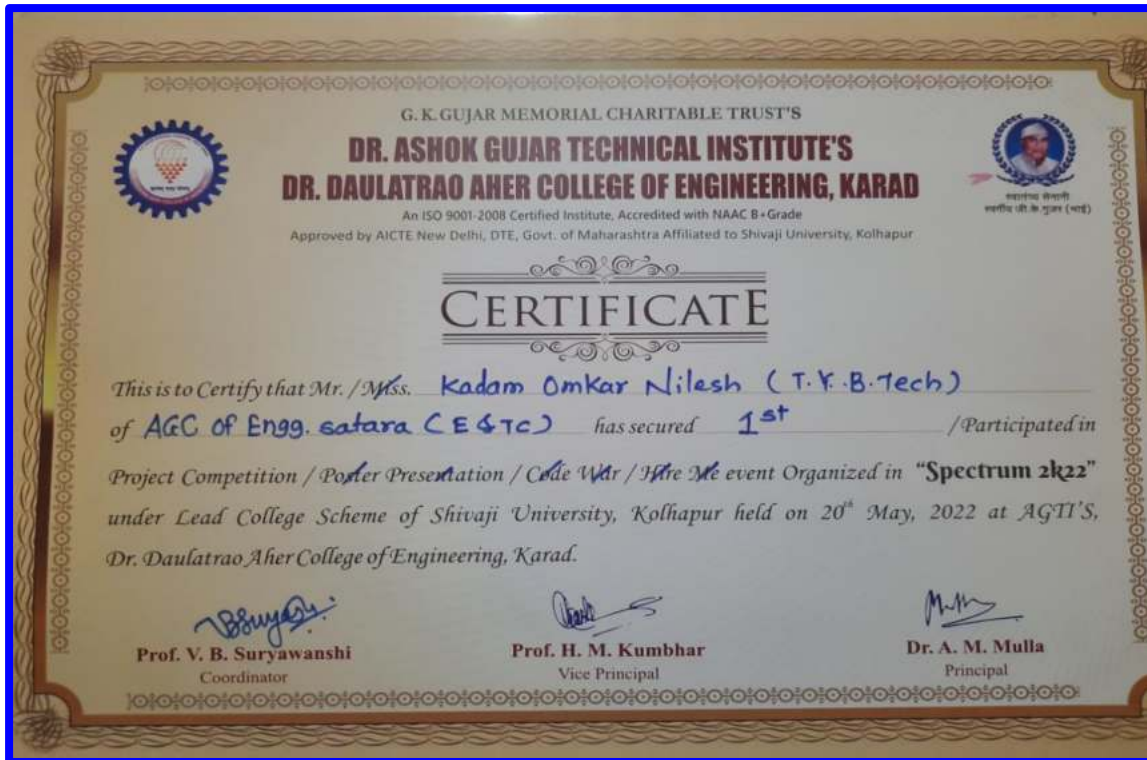 G. K. GUJAR MEMORIAL CHARITABLE TRUST'S
DR. ASHOK GUJAR TECHNICAL INSTITUTE'S
DR. DAULATRAO AHER COLLEGE OF ENGINEERING, KARAD
An ISO 9001-2008 Certified Institute, Accredited with NAAC B+Grade
Approved by AICTE New Delhi, DTE, Govt. of Maharashtra Affiliated to Shivaji University, Kolhapur
स्वातंत्र्य सेनानी
स्वर्गीय जी.के.गुजर (भाई)
CERTIFICATE
This is to Certify that Mr. / Miss. Kadam Omkar Nilesh (T.Y.B.Tech)
of AGC of Engg. satara (E&TC) has secured 1st / Participated in
Project Competition / Poster Presentation / Code War / Hire Me event Organized in "Spectrum 2k22"
under Lead College Scheme of Shivaji University, Kolhapur held on 20th May, 2022 at AGTI'S,
Dr. Daulatrao Aher College of Engineering, Karad.
Prof. V. B. Suryawanshi Prof. H. M. Kumbhar Dr. A. M. Mulla
Coordinator Vice Principal Principal